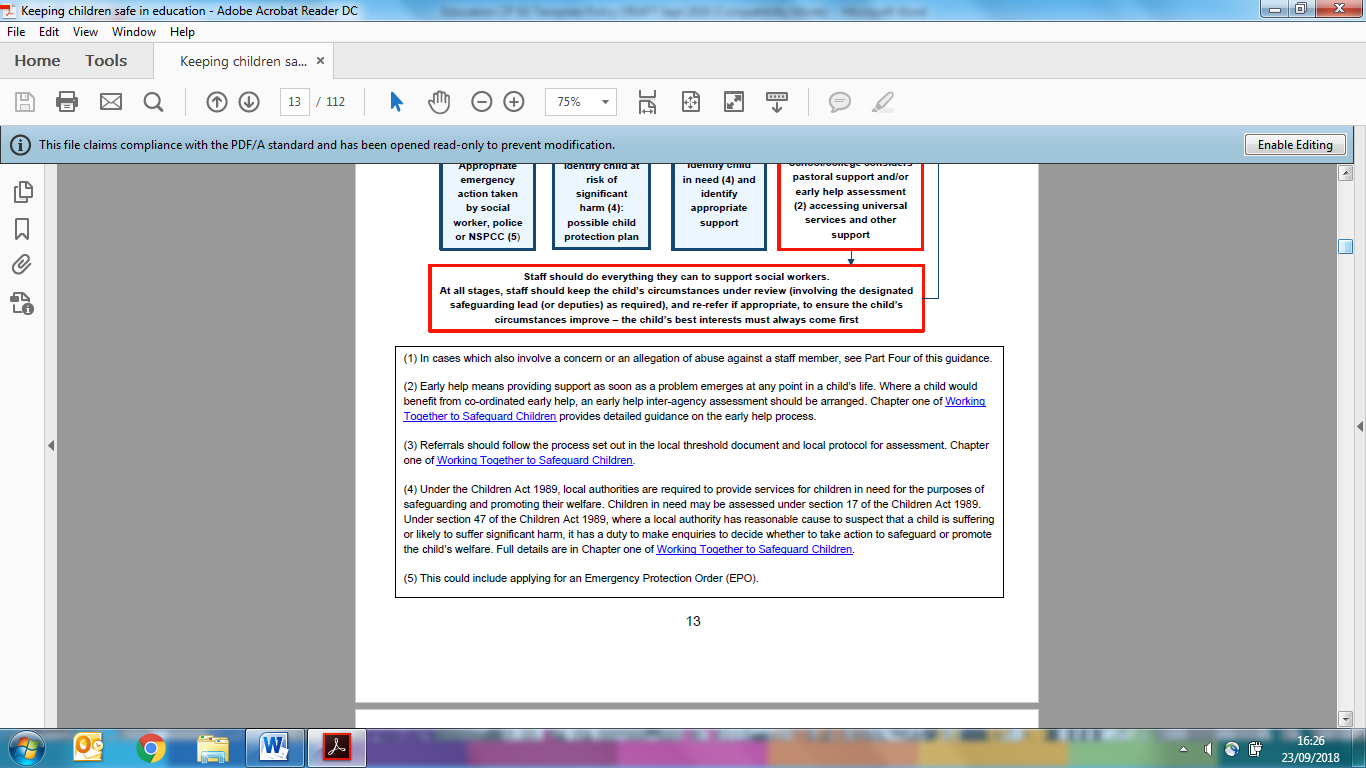 Keeping children safe in education - Adobe Acrobat Reader DC
File Edit View Window Help
Home Tools Keeping children sa... ×
13 / 112 75%
This file claims compliance with the PDF/A standard and has been opened read-only to prevent modification. Enable Editing
Appropriate
emergency
action taken
by social
worker, police
or NSPCC (5)
Identify child at
risk of
significant
harm (4):
possible child
protection plan
Identify child
in need (4) and
identify
appropriate
support
School/college considers
pastoral support and/or
early help assessment
(2) accessing universal
services and other
support
Staff should do everything they can to support social workers.
At all stages, staff should keep the child’s circumstances under review (involving the designated
safeguarding lead (or deputies) as required), and re-refer if appropriate, to ensure the child’s
circumstances improve – the child’s best interests must always come first
(1) In cases which also involve a concern or an allegation of abuse against a staff member, see Part Four of this guidance.
(2) Early help means providing support as soon as a problem emerges at any point in a child’s life. Where a child would
benefit from co-ordinated early help, an early help inter-agency assessment should be arranged. Chapter one of Working
Together to Safeguard Children provides detailed guidance on the early help process.
(3) Referrals should follow the process set out in the local threshold document and local protocol for assessment. Chapter
one of Working Together to Safeguard Children.
(4) Under the Children Act 1989, local authorities are required to provide services for children in need for the purposes of
safeguarding and promoting their welfare. Children in need may be assessed under section 17 of the Children Act 1989.
Under section 47 of the Children Act 1989, where a local authority has reasonable cause to suspect that a child is suffering
or likely to suffer significant harm, it has a duty to make enquiries to decide whether to take action to safeguard or promote
the child’s welfare. Full details are in Chapter one of Working Together to Safeguard Children.
(5) This could include applying for an Emergency Protection Order (EPO).
13
16:26
23/09/2018